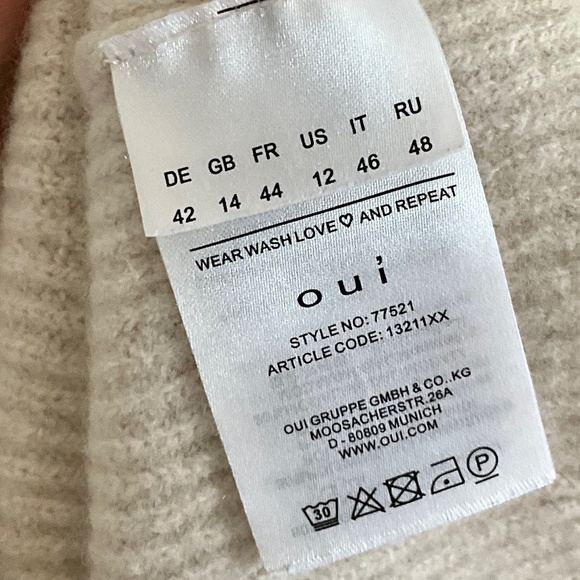 DE GB FR US IT RU
42 14 44 12 46 48
WEAR WASH LOVE ♡ AND REPEAT
oui
STYLE NO: 77521
ARTICLE CODE: 13211XX
OUI GRUPPE GMBH & CO..KG
MOOSACHERSTR.26A
D - 80809 MUNICH
WWW.OUI.COM
30 P